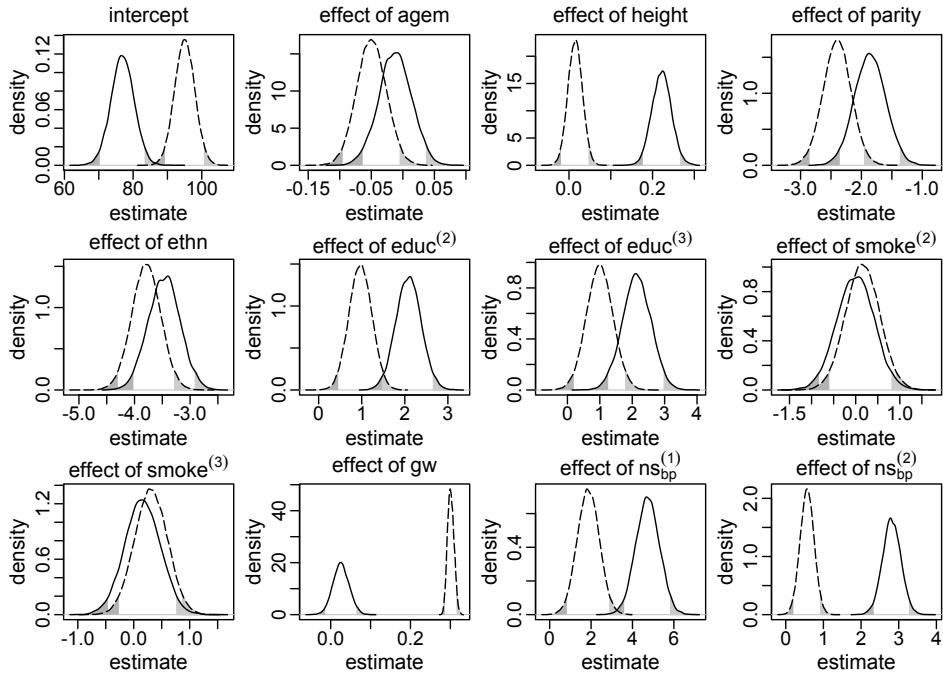 intercept
density
0.00 0.06 0.12
60 80 100
estimate
effect of agem
density
0 5 10
-0.15 -0.05 0.05
estimate
effect of height
density
0 5 15
0.0 0.2
estimate
effect of parity
density
0.0 1.0
-3.0 -2.0 -1.0
estimate
effect of ethn
density
0.0 1.0
-5.0 -4.0 -3.0
estimate
effect of educ(2)
density
0.0 1.0
0 1 2 3
estimate
effect of educ(3)
density
0.0 0.4 0.8
0 1 2 3 4
estimate
effect of smoke(2)
density
0.0 0.4 0.8
-1.5 0.0 1.0
estimate
effect of smoke(3)
density
0.0 0.6 1.2
-1.0 0.0 1.0
estimate
effect of gw
density
0 20 40
0.0 0.2
estimate
effect of ns(1)bp
density
0.0 0.4
0 2 4 6
estimate
effect of ns(2)bp
density
0.0 1.0 2.0
0 1 2 3 4
estimate